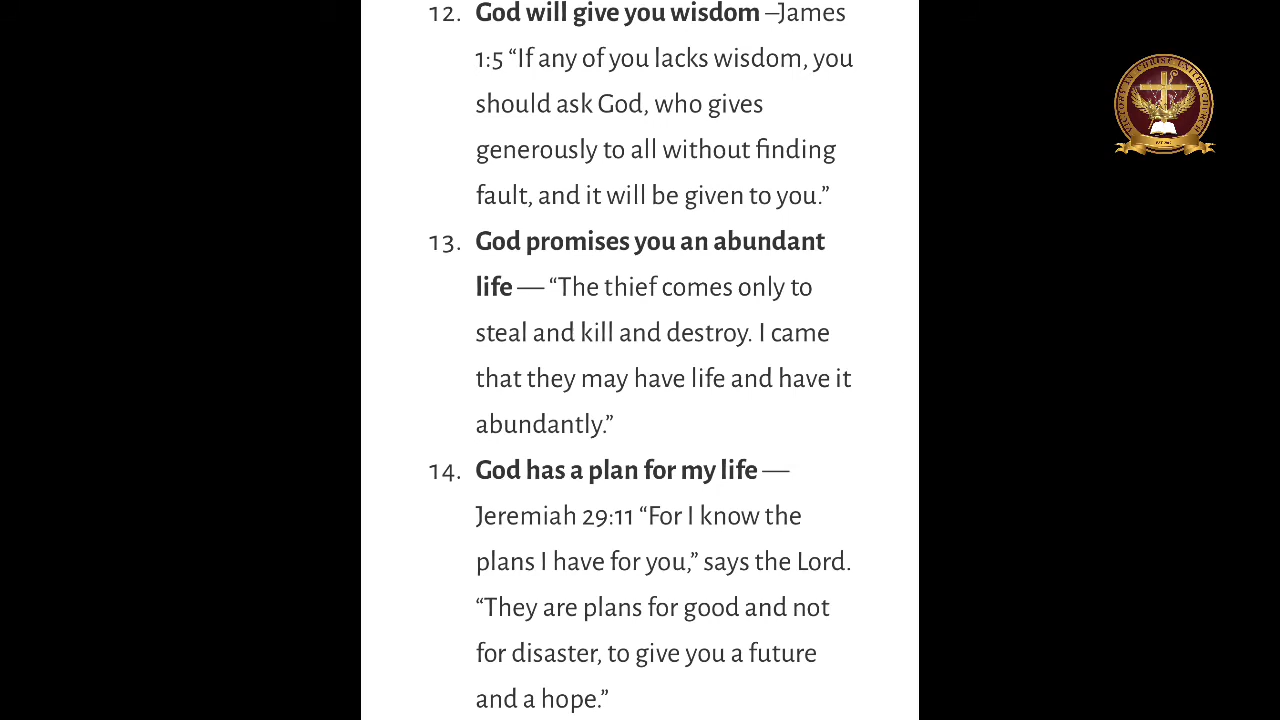 12. God will give you wisdom –James
1:5 “If any of you lacks wisdom, you
should ask God, who gives
generously to all without finding
fault, and it will be given to you.”
13. God promises you an abundant
life — “The thief comes only to
steal and kill and destroy. I came
that they may have life and have it
abundantly.”
14. God has a plan for my life —
Jeremiah 29:11 “For I know the
plans I have for you,” says the Lord.
“They are plans for good and not
for disaster, to give you a future
and a hope.”
VICTORY IN CHRIST UNITED CHURCH